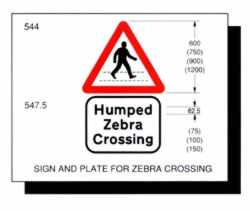 544
600
(750)
(900)
(1200)
547.5
Humped
Zebra
Crossing
62.5
(75)
(100)
(150)
SIGN AND PLATE FOR ZEBRA CROSSING